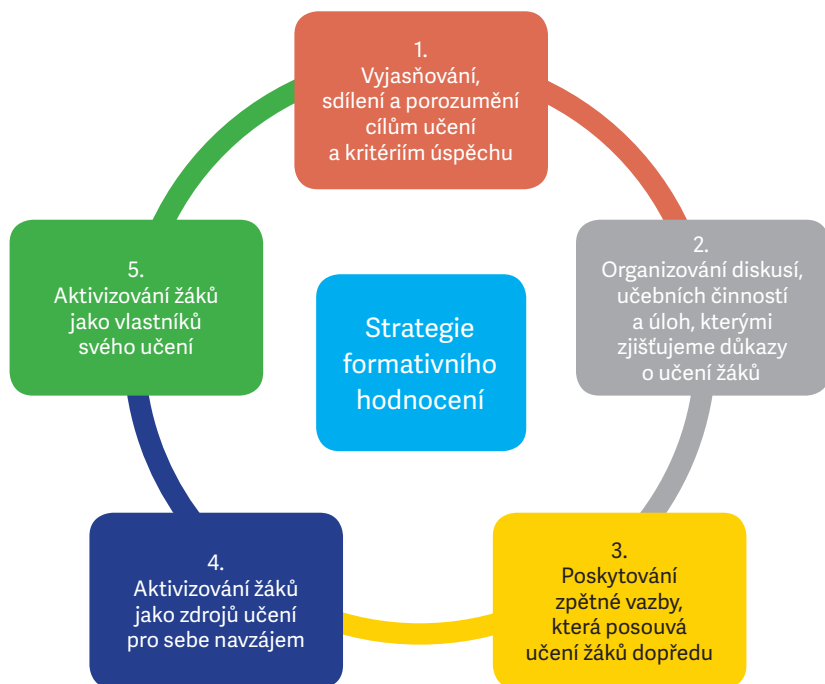 1.
Vyjasňování,
sdílení a porozumění
cílům učení
a kritériím úspěchu
2.
Organizování diskusí,
učebních činností
a úloh, kterými
zjišťujeme důkazy
o učení žáků
3.
Poskytování
zpětné vazby,
která posouvá
učení žáků dopředu
4.
Aktivizování žáků
jako zdrojů učení
pro sebe navzájem
5.
Aktivizování žáků
jako vlastníků
svého učení
Strategie
formativního
hodnocení